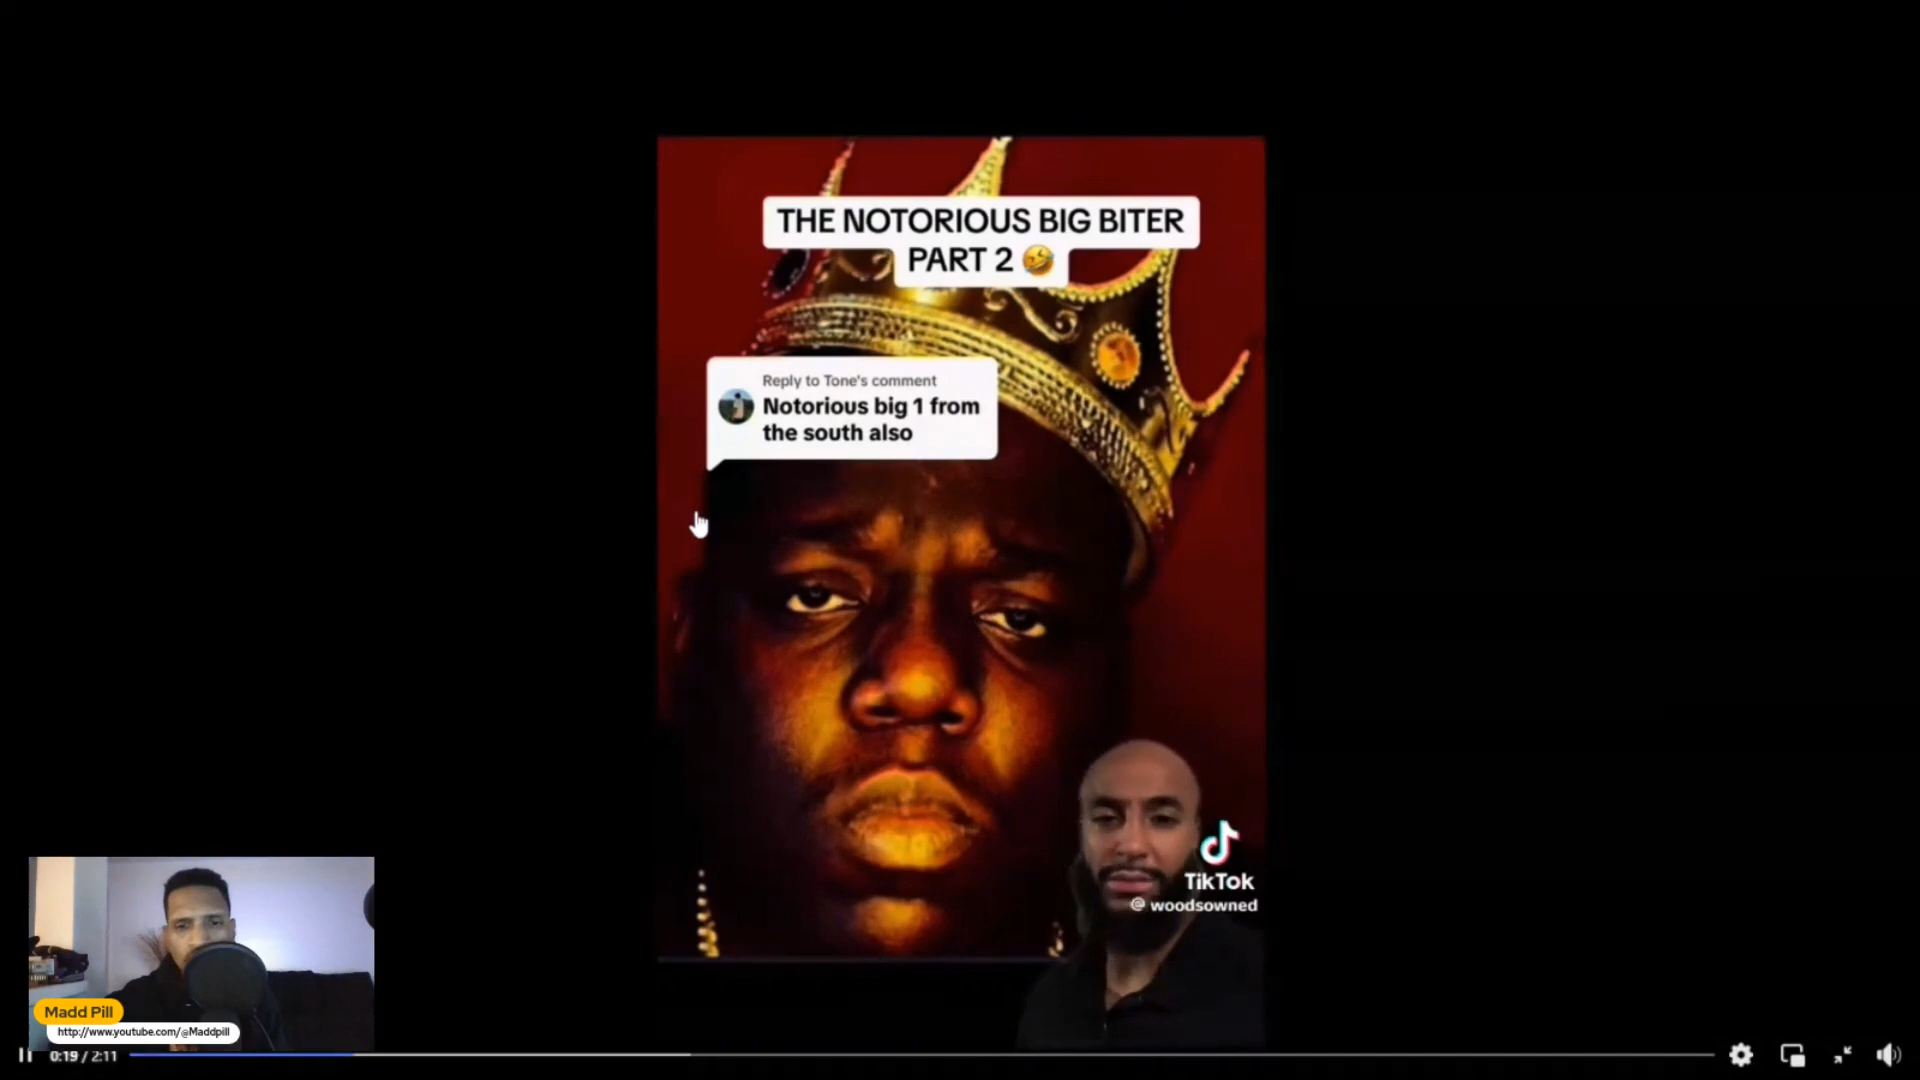 THE NOTORIOUS BIG BITER
PART 2 🤣
Reply to Tone's comment
Notorious big 1 from
the south also
TikTok
@ woodsowned
Madd Pill
http://www.youtube.com/@Maddpill
0:19 / 2:11